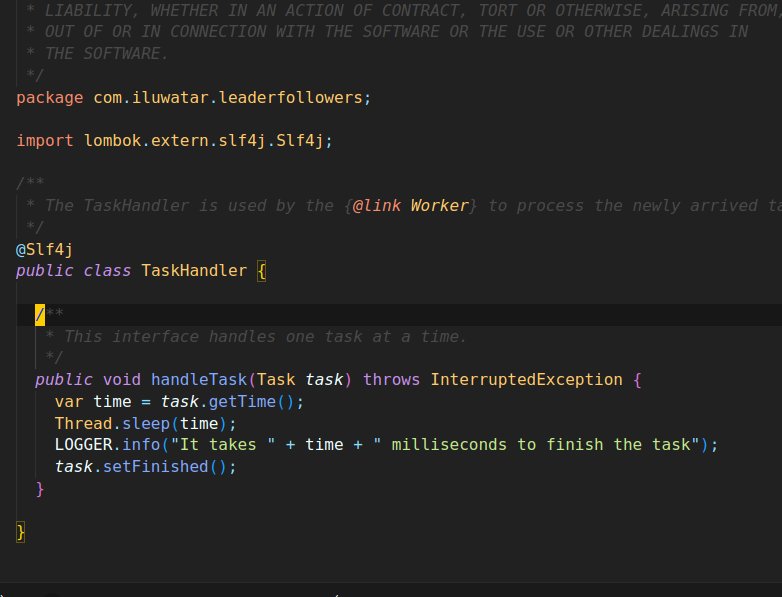 * LIABILITY, WHETHER IN AN ACTION OF CONTRACT, TORT OR OTHERWISE, ARISING FROM,
* OUT OF OR IN CONNECTION WITH THE SOFTWARE OR THE USE OR OTHER DEALINGS IN
* THE SOFTWARE.
*/
package com.iluwatar.leaderfollowers;
import lombok.extern.slf4j.Slf4j;
/**
* The TaskHandler is used by the {@link Worker} to process the newly arrived ta
*/
@Slf4j
public class TaskHandler {
/**
* This interface handles one task at a time.
*/
public void handleTask(Task task) throws InterruptedException {
var time = task.getTime();
Thread.sleep(time);
LOGGER.info("It takes " + time + " milliseconds to finish the task");
task.setFinished();
}
}